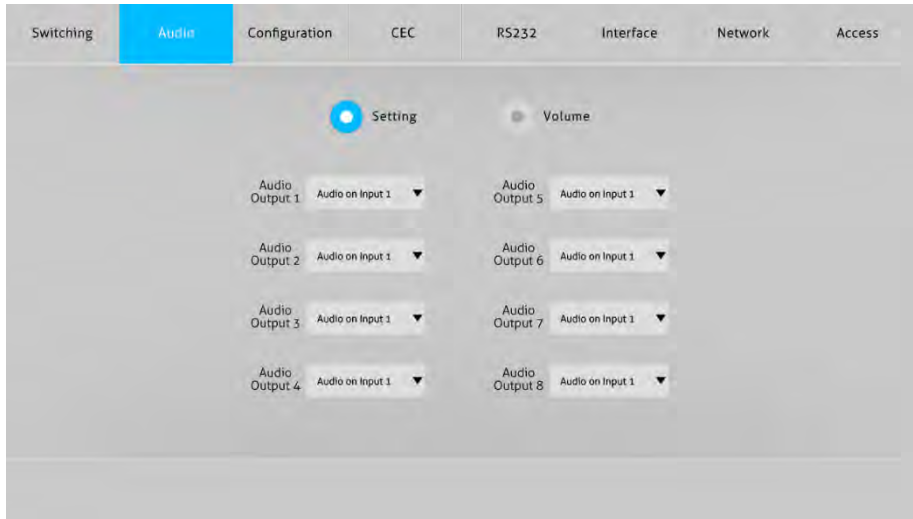 Switching Audio Configuration CEC RS232 Interface Network Access
Setting Volume
Audio
Output 1 Audio on Input 1
Audio
Output 5 Audio on Input 1
Audio
Output 2 Audio on Input 1
Audio
Output 6 Audio on Input 1
Audio
Output 3 Audio on Input 1
Audio
Output 7 Audio on Input 1
Audio
Output 4 Audio on Input 1
Audio
Output 8 Audio on Input 1